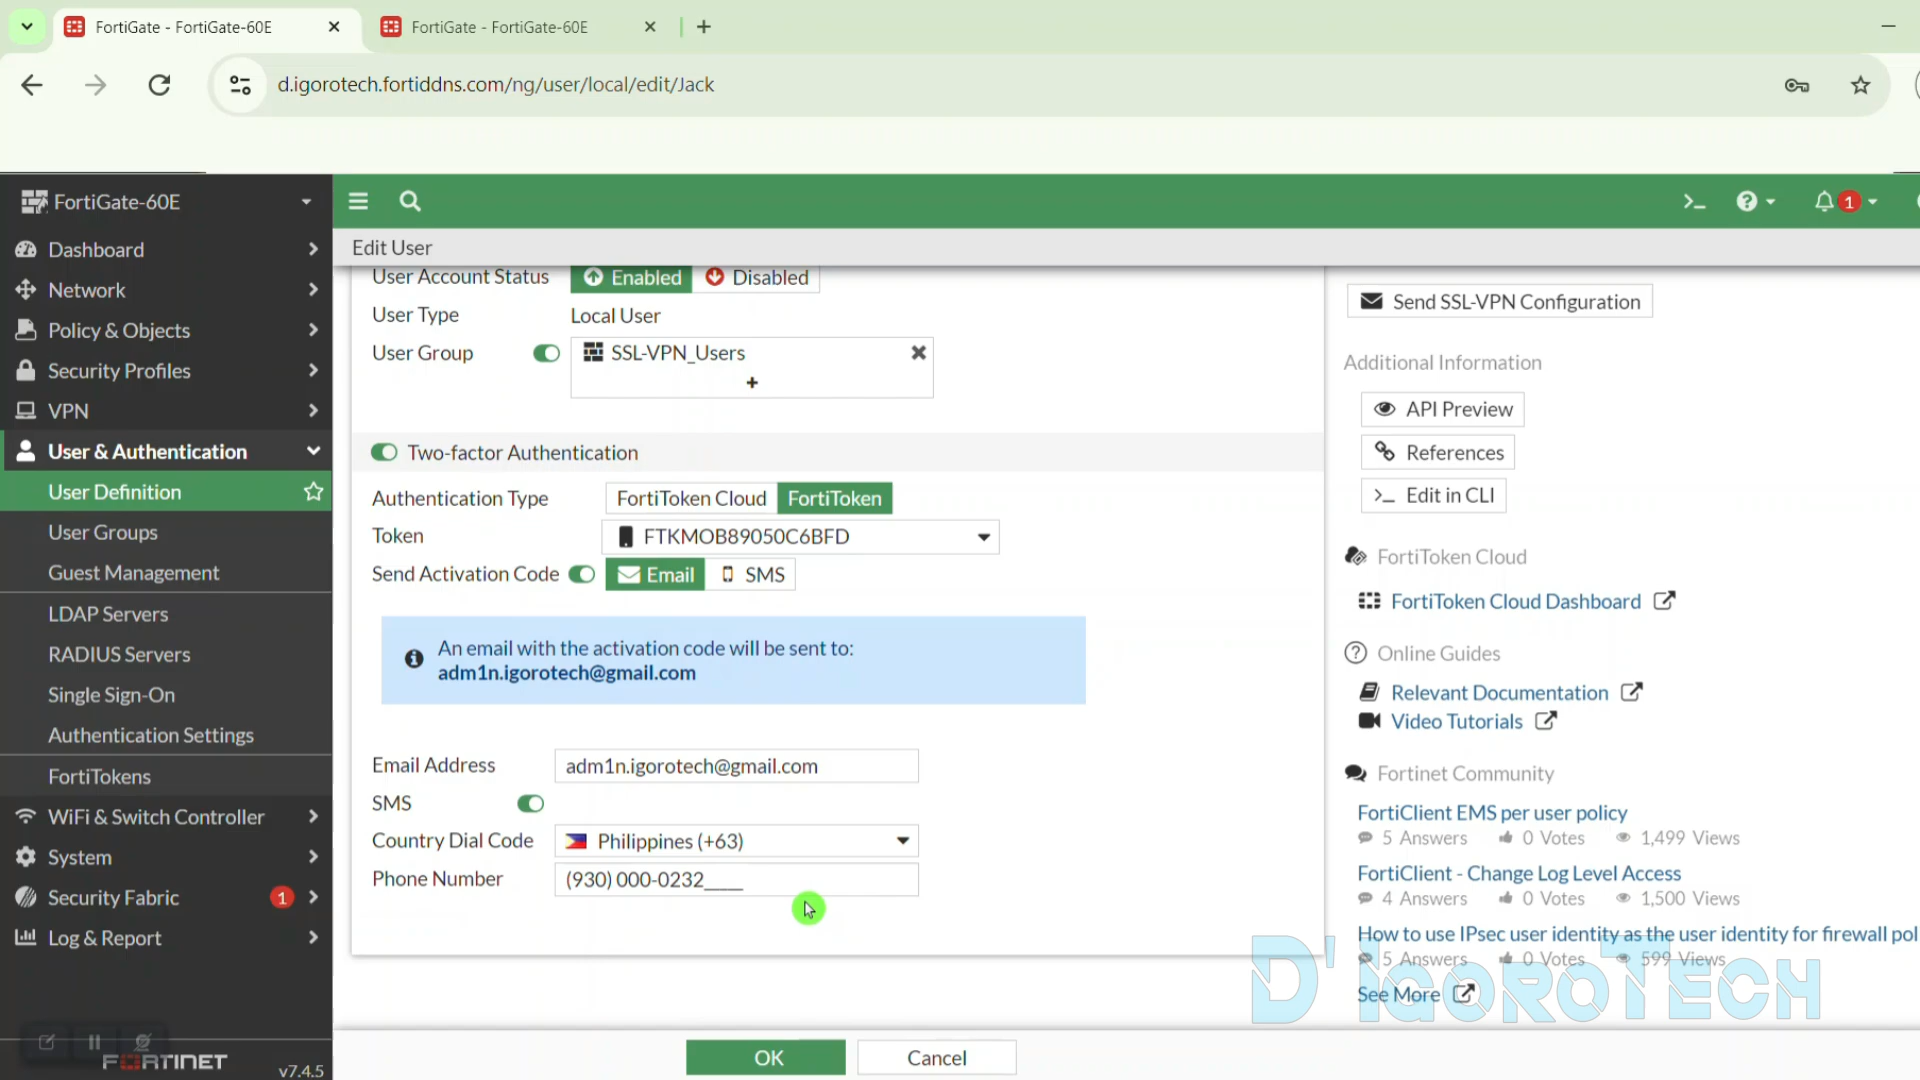 FortiGate - FortiGate-60E
FortiGate - FortiGate-60E
d.igorotech.fortiddns.com/ng/user/local/edit/Jack
FortiGate-60E
1
Dashboard
Network
Policy & Objects
Security Profiles
VPN
User & Authentication
User Definition
User Groups
Guest Management
LDAP Servers
RADIUS Servers
Single Sign-On
Authentication Settings
FortiTokens
WiFi & Switch Controller
System
Security Fabric 1
Log & Report
FORTINET v7.4.5
Edit User
User Account Status Enabled Disabled
User Type Local User
User Group SSL-VPN_Users
Two-factor Authentication
Authentication Type FortiToken Cloud FortiToken
Token FTKMOB89050C6BFD
Send Activation Code Email SMS
An email with the activation code will be sent to:
adm1n.igorotech@gmail.com
Email Address adm1n.igorotech@gmail.com
SMS
Country Dial Code Philippines (+63)
Phone Number (930) 000-0232____
OK Cancel
Send SSL-VPN Configuration
Additional Information
API Preview
References
>_ Edit in CLI
FortiToken Cloud
FortiToken Cloud Dashboard
Online Guides
Relevant Documentation
Video Tutorials
Fortinet Community
FortiClient EMS per user policy
5 Answers 0 Votes 1,499 Views
FortiClient - Change Log Level Access
4 Answers 0 Votes 1,500 Views
How to use IPsec user identity as the user identity for firewall pol
5 Answers 0 Votes 599 Views
See More
D' IGOROTECH